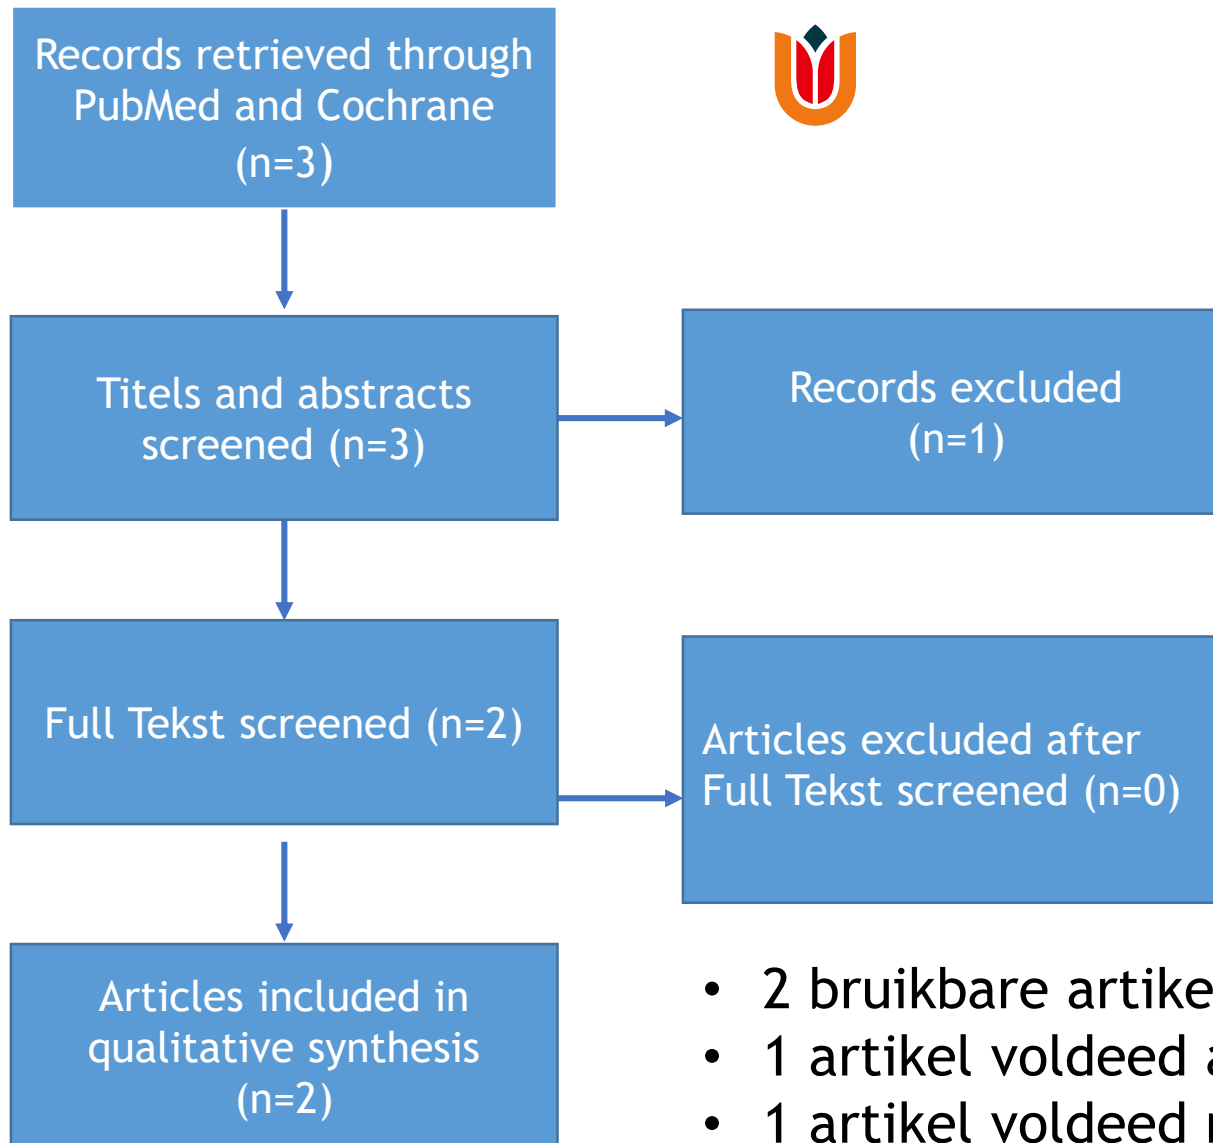 Records retrieved through
PubMed and Cochrane
(n=3)
Titels and abstracts
screened (n=3)
Records excluded
(n=1)
Full Tekst screened (n=2)
Articles excluded after
Full Tekst screened (n=0)
Articles included in
qualitative synthesis
(n=2)
• 2 bruikbare
• 1 artikel voldeed
• 1 artikel voldeed